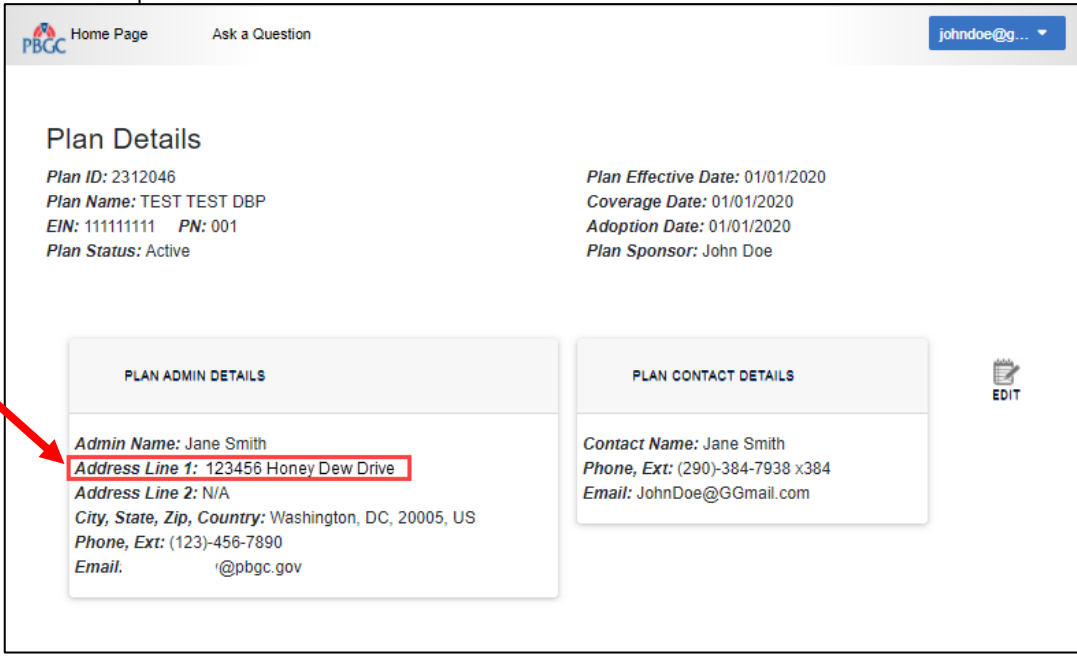 PBGC Home Page Ask a Question johndoe@g...
Plan Details
Plan ID: 2312046
Plan Name: TEST TEST DBP
EIN: 111111111 PN: 001
Plan Status: Active
Plan Effective Date: 01/01/2020
Coverage Date: 01/01/2020
Adoption Date: 01/01/2020
Plan Sponsor: John Doe
PLAN ADMIN DETAILS
Admin Name: Jane Smith
Address Line 1: 123456 Honey Dew Drive
Address Line 2: N/A
City, State, Zip, Country: Washington, DC, 20005, US
Phone, Ext: (123)-456-7890
Email: @pbgc.gov
PLAN CONTACT DETAILS
Contact Name: Jane Smith
Phone, Ext: (290)-384-7938 x384
Email: JohnDoe@GGmail.com
EDIT